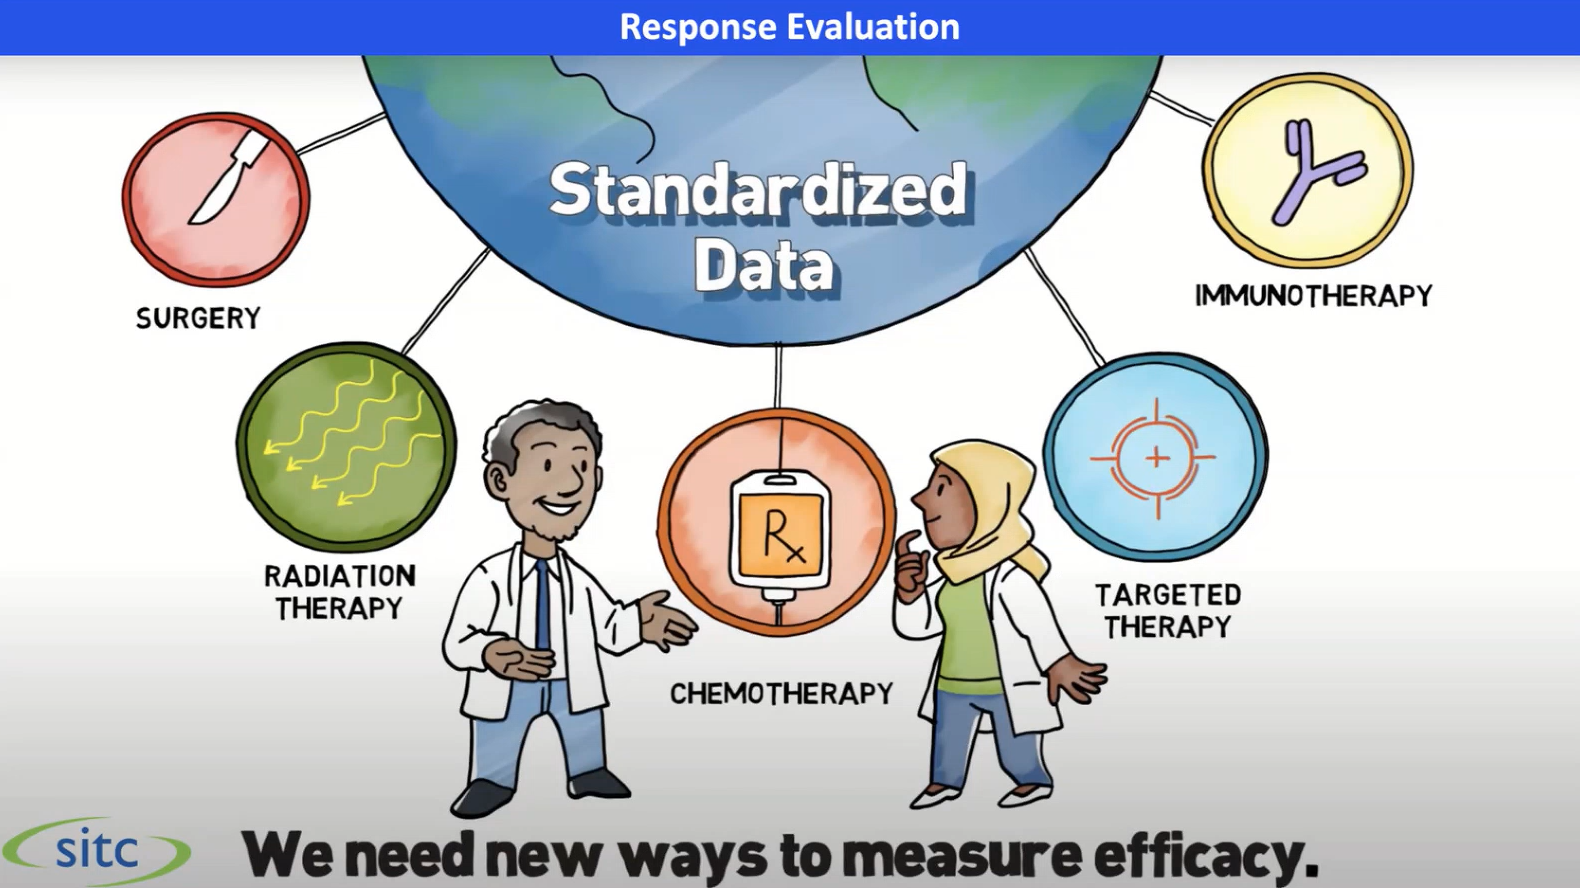 Response Evaluation
Standardized
Data
SURGERY
IMMUNOTHERAPY
RADIATION
THERAPY
Rx
CHEMOTHERAPY
TARGETED
THERAPY
sitc
We need new ways to measure efficacy.